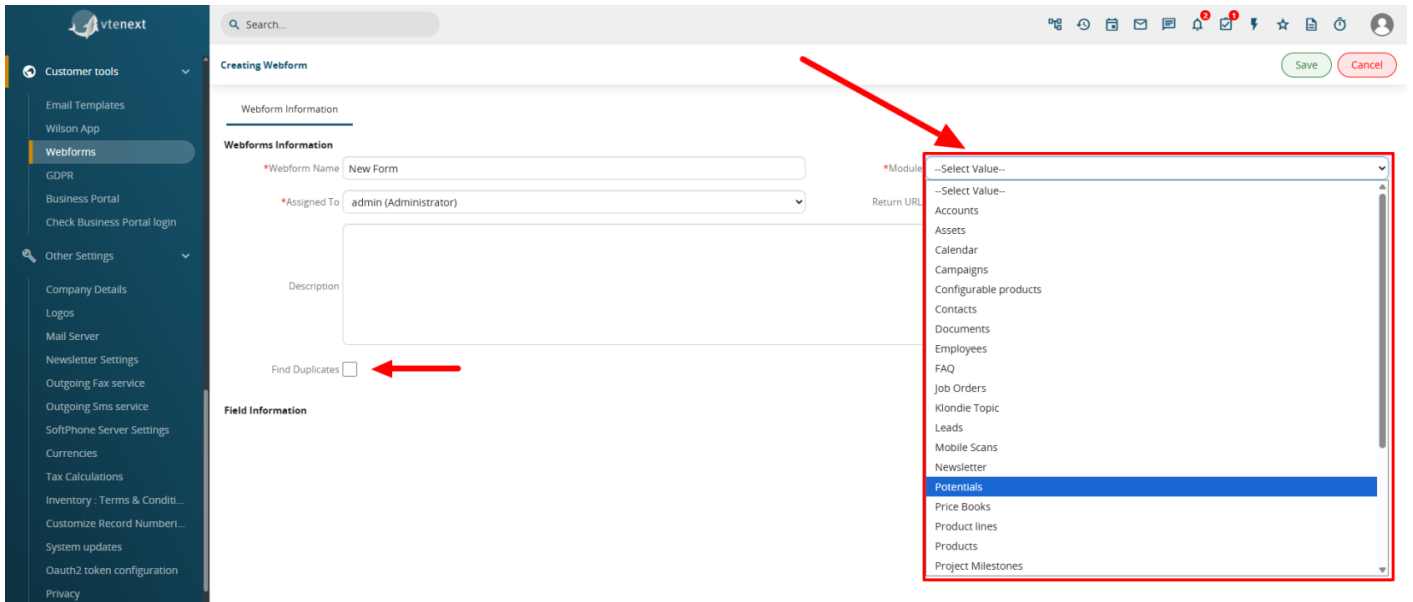 vtenext
Search...
2
1
Customer tools
Email Templates
Wilson App
Webforms
GDPR
Business Portal
Check Business Portal login
Other Settings
Company Details
Logos
Mail Server
Newsletter Settings
Outgoing Fax service
Outgoing Sms service
SoftPhone Server Settings
Currencies
Tax Calculations
Inventory : Terms & Conditi...
Customize Record Numberi...
System updates
Oauth2 token configuration
Privacy
Creating Webform
Save
Cancel
Webform Information
Webforms Information
*Webform Name
New Form
*Module
--Select Value--
*Assigned To
admin (Administrator)
Return URL
Description
Find Duplicates
Field Information
--Select Value--
Accounts
Assets
Calendar
Campaigns
Configurable products
Contacts
Documents
Employees
FAQ
Job Orders
Klondie Topic
Leads
Mobile Scans
Newsletter
Potentials
Price Books
Product lines
Products
Project Milestones